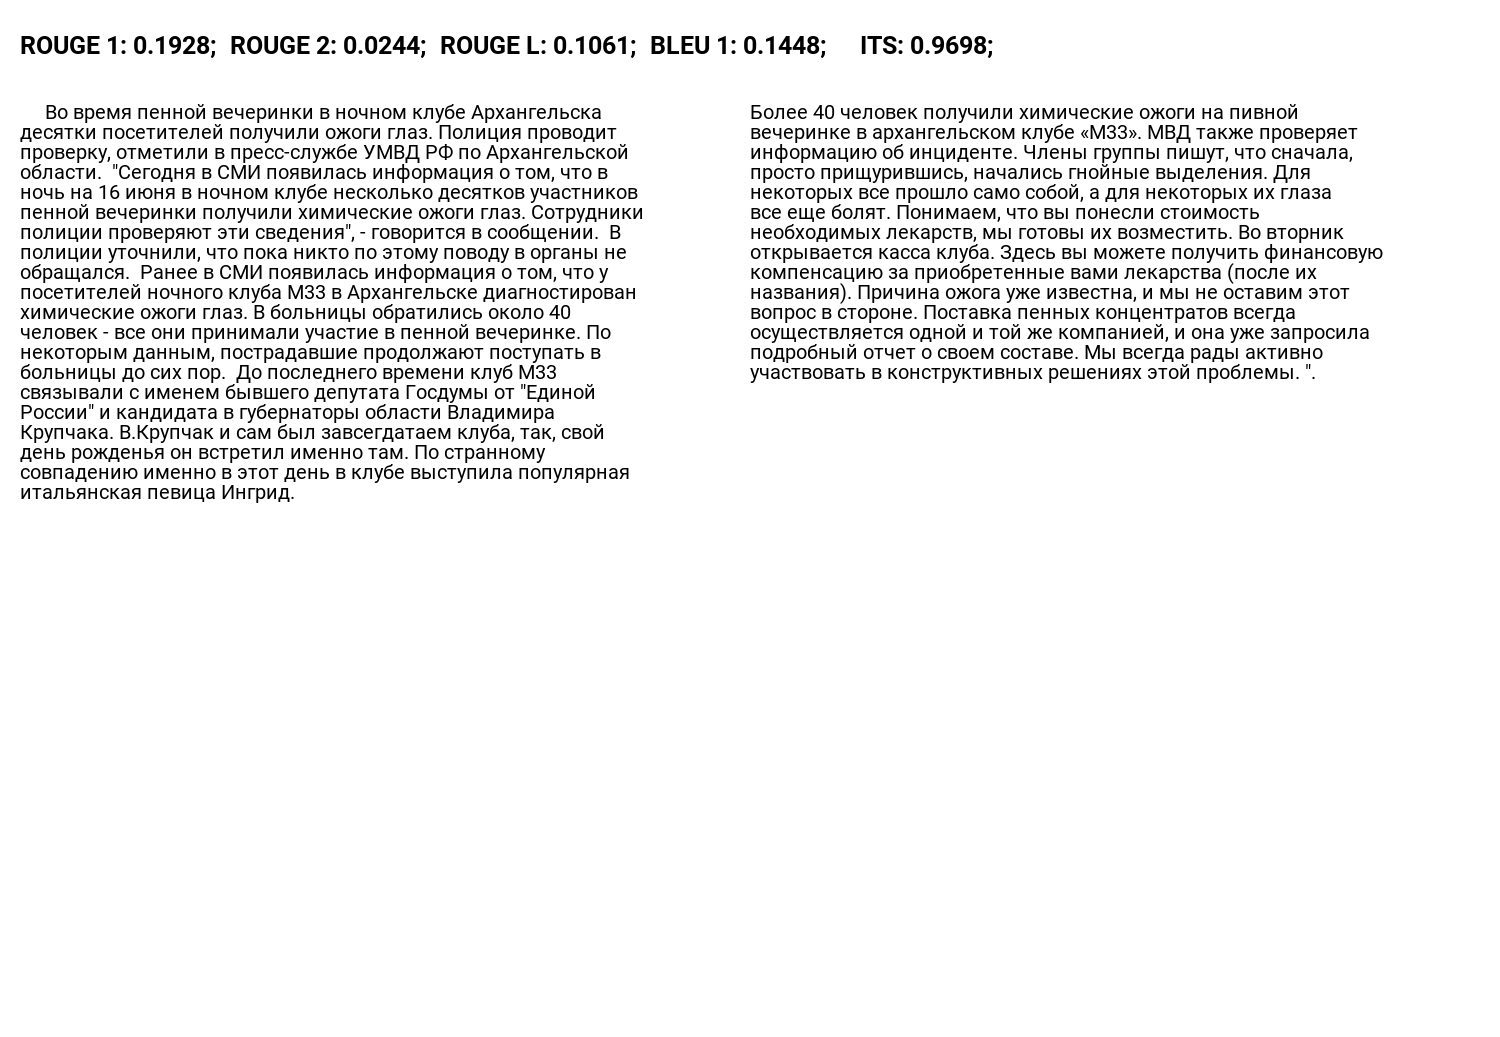 ROUGE 1: 0.1928;  ROUGE 2: 0.0244;  ROUGE L: 0.1061;  BLEU 1: 0.1448;  ITS: 0.9698;
Во время пенной вечеринки в ночном клубе Архангельска
десятки посетителей получили ожоги глаз. Полиция проводит
проверку, отметили в пресс-службе УМВД РФ по Архангельской
области.  "Сегодня в СМИ появилась информация о том, что в
ночь на 16 июня в ночном клубе несколько десятков участников
пенной вечеринки получили химические ожоги глаз. Сотрудники
полиции проверяют эти сведения", - говорится в сообщении.  В
полиции уточнили, что пока никто по этому поводу в органы не
обращался.  Ранее в СМИ появилась информация о том, что у
посетителей ночного клуба М33 в Архангельске диагностирован
химические ожоги глаз. В больницы обратились около 40
человек - все они принимали участие в пенной вечеринке. По
некоторым данным, пострадавшие продолжают поступать в
больницы до сих пор.  До последнего времени клуб М33
связывали с именем бывшего депутата Госдумы от "Единой
России" и кандидата в губернаторы области Владимира
Крупчака. В.Крупчак и сам был завсегдатаем клуба, так, свой
день рожденья он встретил именно там. По странному
совпадению именно в этот день в клубе выступила популярная
итальянская певица Ингрид.
Более 40 человек получили химические ожоги на пивной
вечеринке в архангельском клубе «М33». МВД также проверяет
информацию об инциденте. Члены группы пишут, что сначала,
просто прищурившись, начались гнойные выделения. Для
некоторых все прошло само собой, а для некоторых их глаза
все еще болят. Понимаем, что вы понесли стоимость
необходимых лекарств, мы готовы их возместить. Во вторник
открывается касса клуба. Здесь вы можете получить финансовую
компенсацию за приобретенные вами лекарства (после их
названия). Причина ожога уже известна, и мы не оставим этот
вопрос в стороне. Поставка пенных концентратов всегда
осуществляется одной и той же компанией, и она уже запросила
подробный отчет о своем составе. Мы всегда рады активно
участвовать в конструктивных решениях этой проблемы. ".